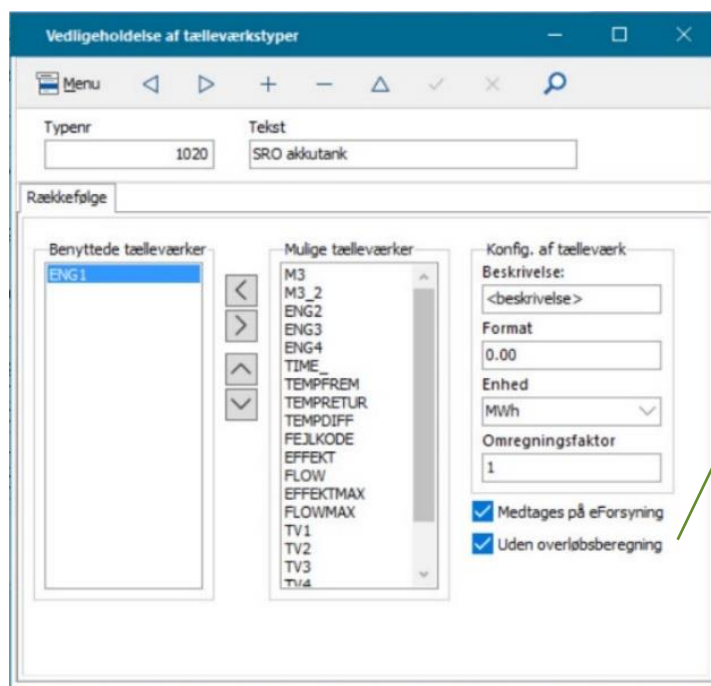 Vedligeholdelse af tælleværkstyper
Menu
Typenr
Tekst
1020
SRO akkutank
Rækkefølge
Benyttede tælleværker
ENG1
Mulige tælleværker
M3
M3_2
ENG2
ENG3
ENG4
TIME_
TEMPFREM
TEMPRETUR
TEMPDIFF
FEJLKODE
EFFEKT
FLOW
EFFEKTMAX
FLOWMAX
TV1
TV2
TV3
TV4
Konfig. af tælleværk
Beskrivelse:
<beskrivelse>
Format
0.00
Enhed
MWh
Omregningsfaktor
1
Medtages på eForsyning
Uden overløbsberegning